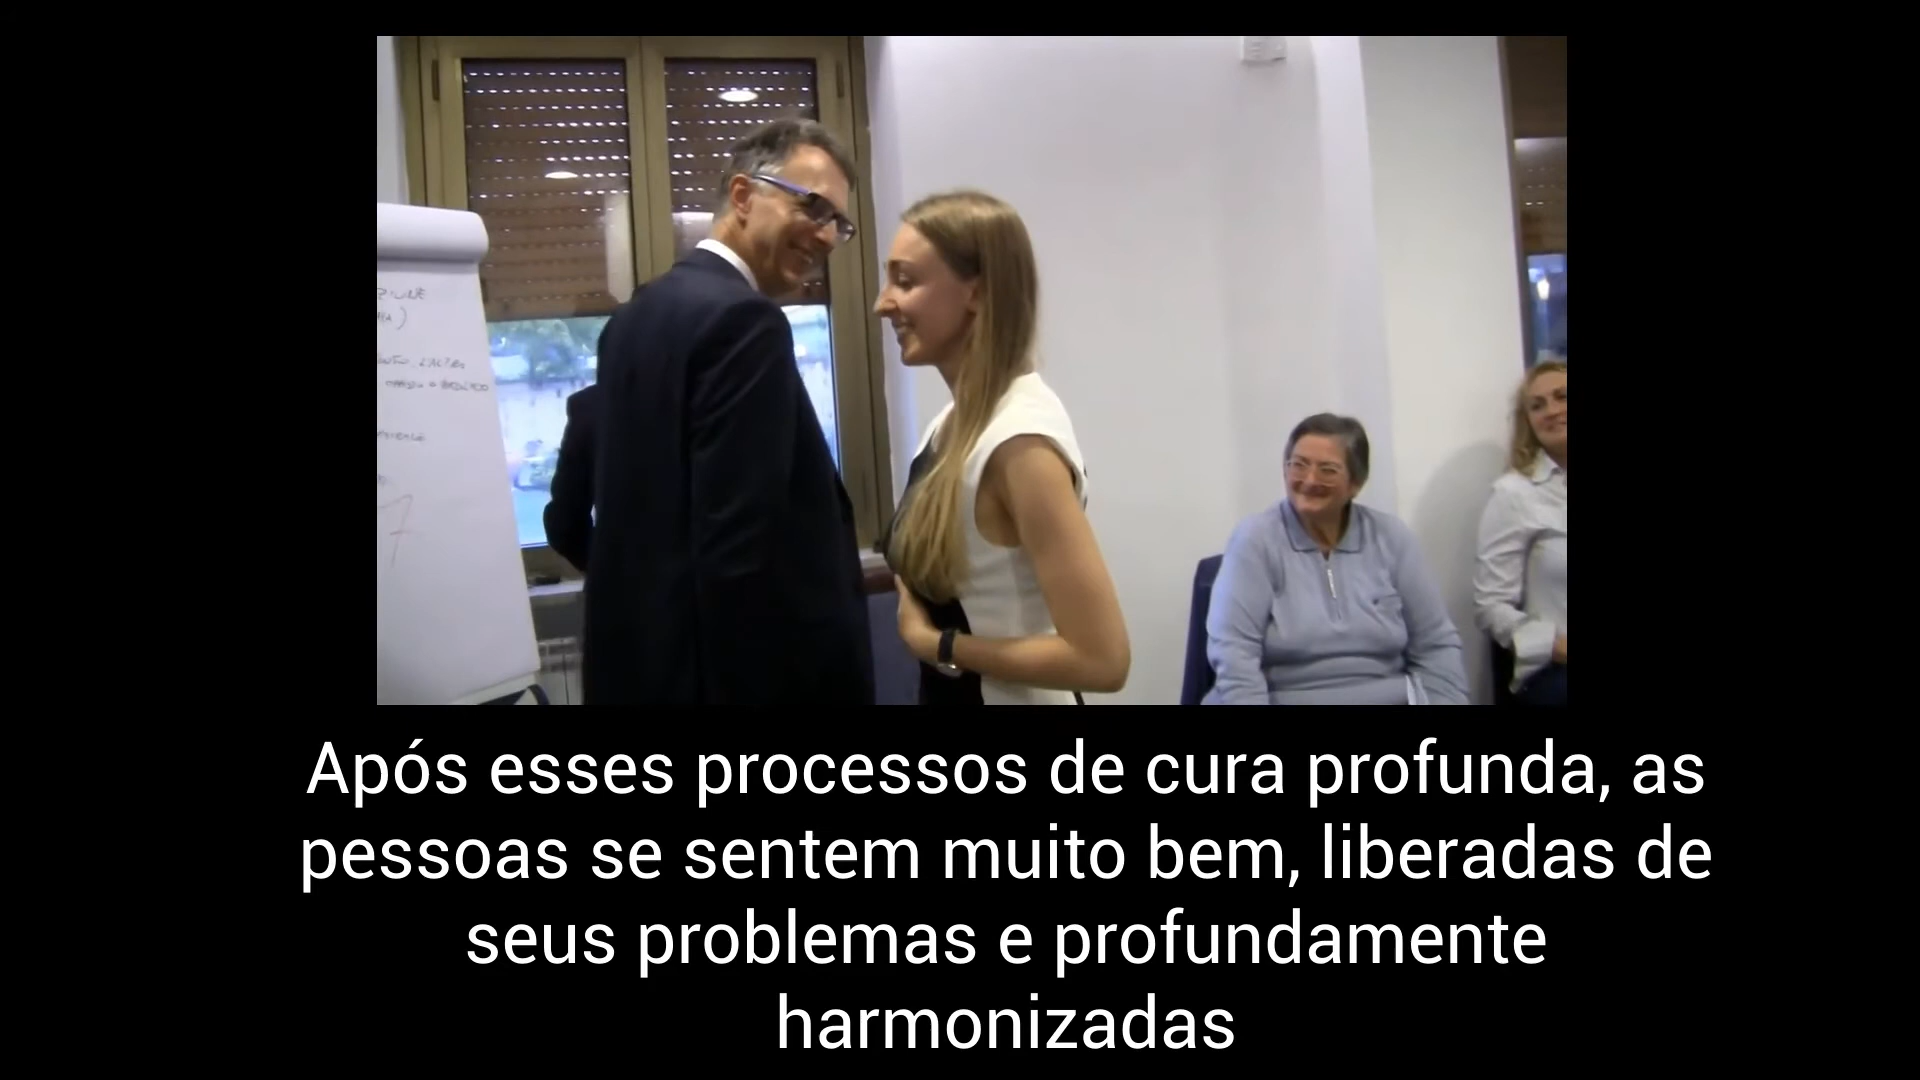 Após esses processos de cura profunda, as
pessoas se sentem muito bem, liberadas de
seus problemas e profundamente
harmonizadas